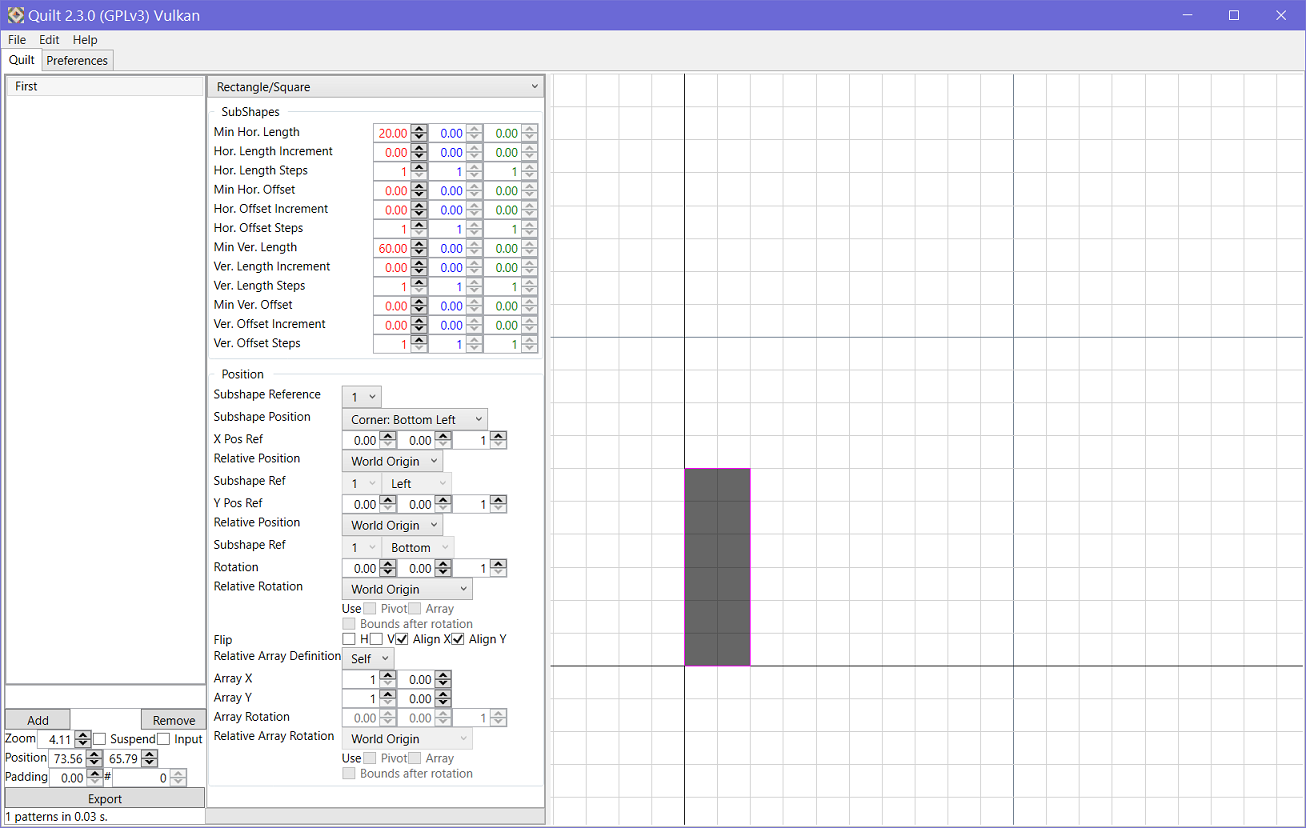 Quilt 2.3.0 (GPLv3) Vulkan
File Edit Help
Quilt Preferences
First
Rectangle/Square
SubShapes
Min Hor. Length 20.00 0.00 0.00
Hor. Length Increment 0.00 0.00 0.00
Hor. Length Steps 1 1 1
Min Hor. Offset 0.00 0.00 0.00
Hor. Offset Increment 0.00 0.00 0.00
Hor. Offset Steps 1 1 1
Min Ver. Length 60.00 0.00 0.00
Ver. Length Increment 0.00 0.00 0.00
Ver. Length Steps 1 1 1
Min Ver. Offset 0.00 0.00 0.00
Ver. Offset Increment 0.00 0.00 0.00
Ver. Offset Steps 1 1 1
Position
Subshape Reference 1
Subshape Position Corner: Bottom Left
X Pos Ref 0.00 0.00 1
Relative Position World Origin
Subshape Ref 1 Left
Y Pos Ref 0.00 0.00 1
Relative Position World Origin
Subshape Ref 1 Bottom
Rotation 0.00 0.00 1
Relative Rotation World Origin
Use Pivot Array
Bounds after rotation
Flip H V Align X Align Y
Relative Array Definition Self
Array X 1 0.00
Array Y 1 0.00
Array Rotation 0.00 0.00 1
Relative Array Rotation World Origin
Use Pivot Array
Bounds after rotation
Add Remove
Zoom 4.11 Suspend Input
Position 73.56 65.79
Padding 0.00 # 0
Export
1 patterns in 0.03 s.